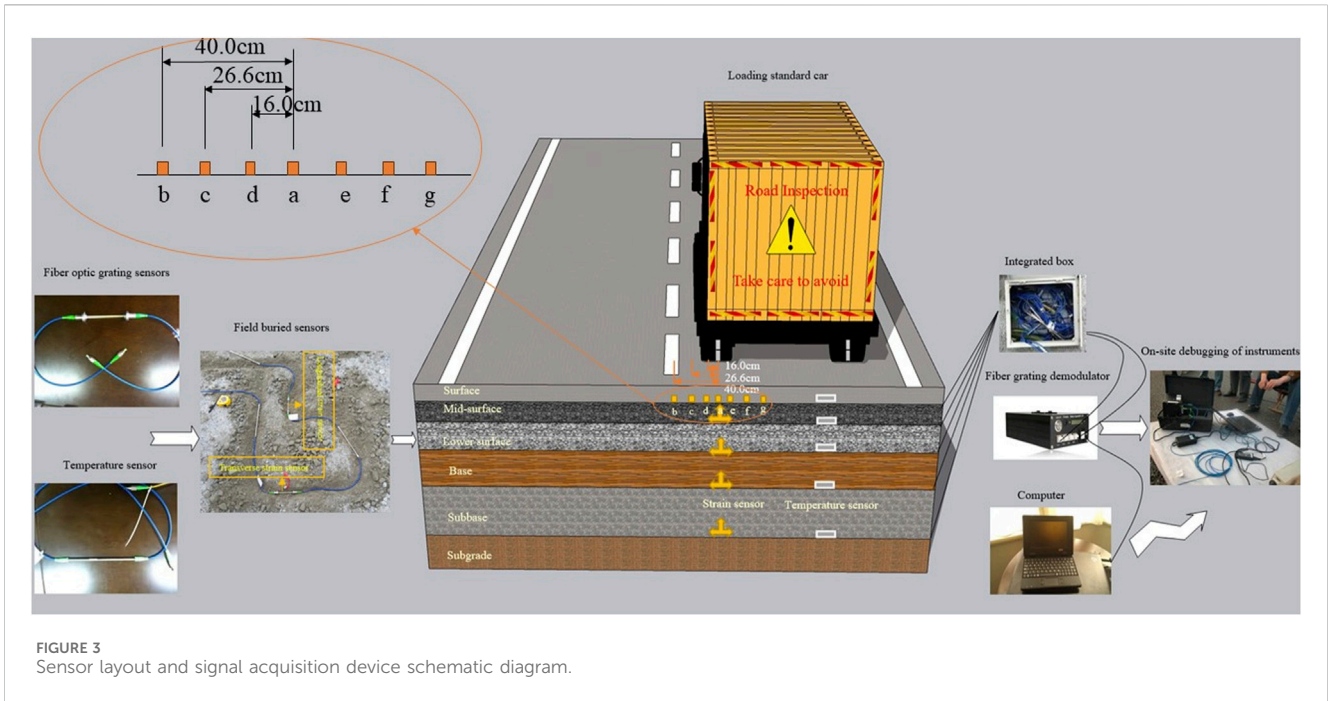 40.0cm
26.6cm
16.0cm
b c d a e f g
Loading standard car
Road Inspection
Take care to avoid
Fiber optic grating sensors
Field buried sensors
Transverse strain sensor
Temperature sensor
16.0cm
26.6cm
40.0cm
Surface
b c d a e f g
Mid-surface
Lower surface
Base
Strain sensor Temperature sensor
Subbase
Subgrade
Integrated box
On-site debugging of instruments
Fiber grating demodulator
Computer
FIGURE 3
Sensor layout and signal acquisition device schematic diagram.